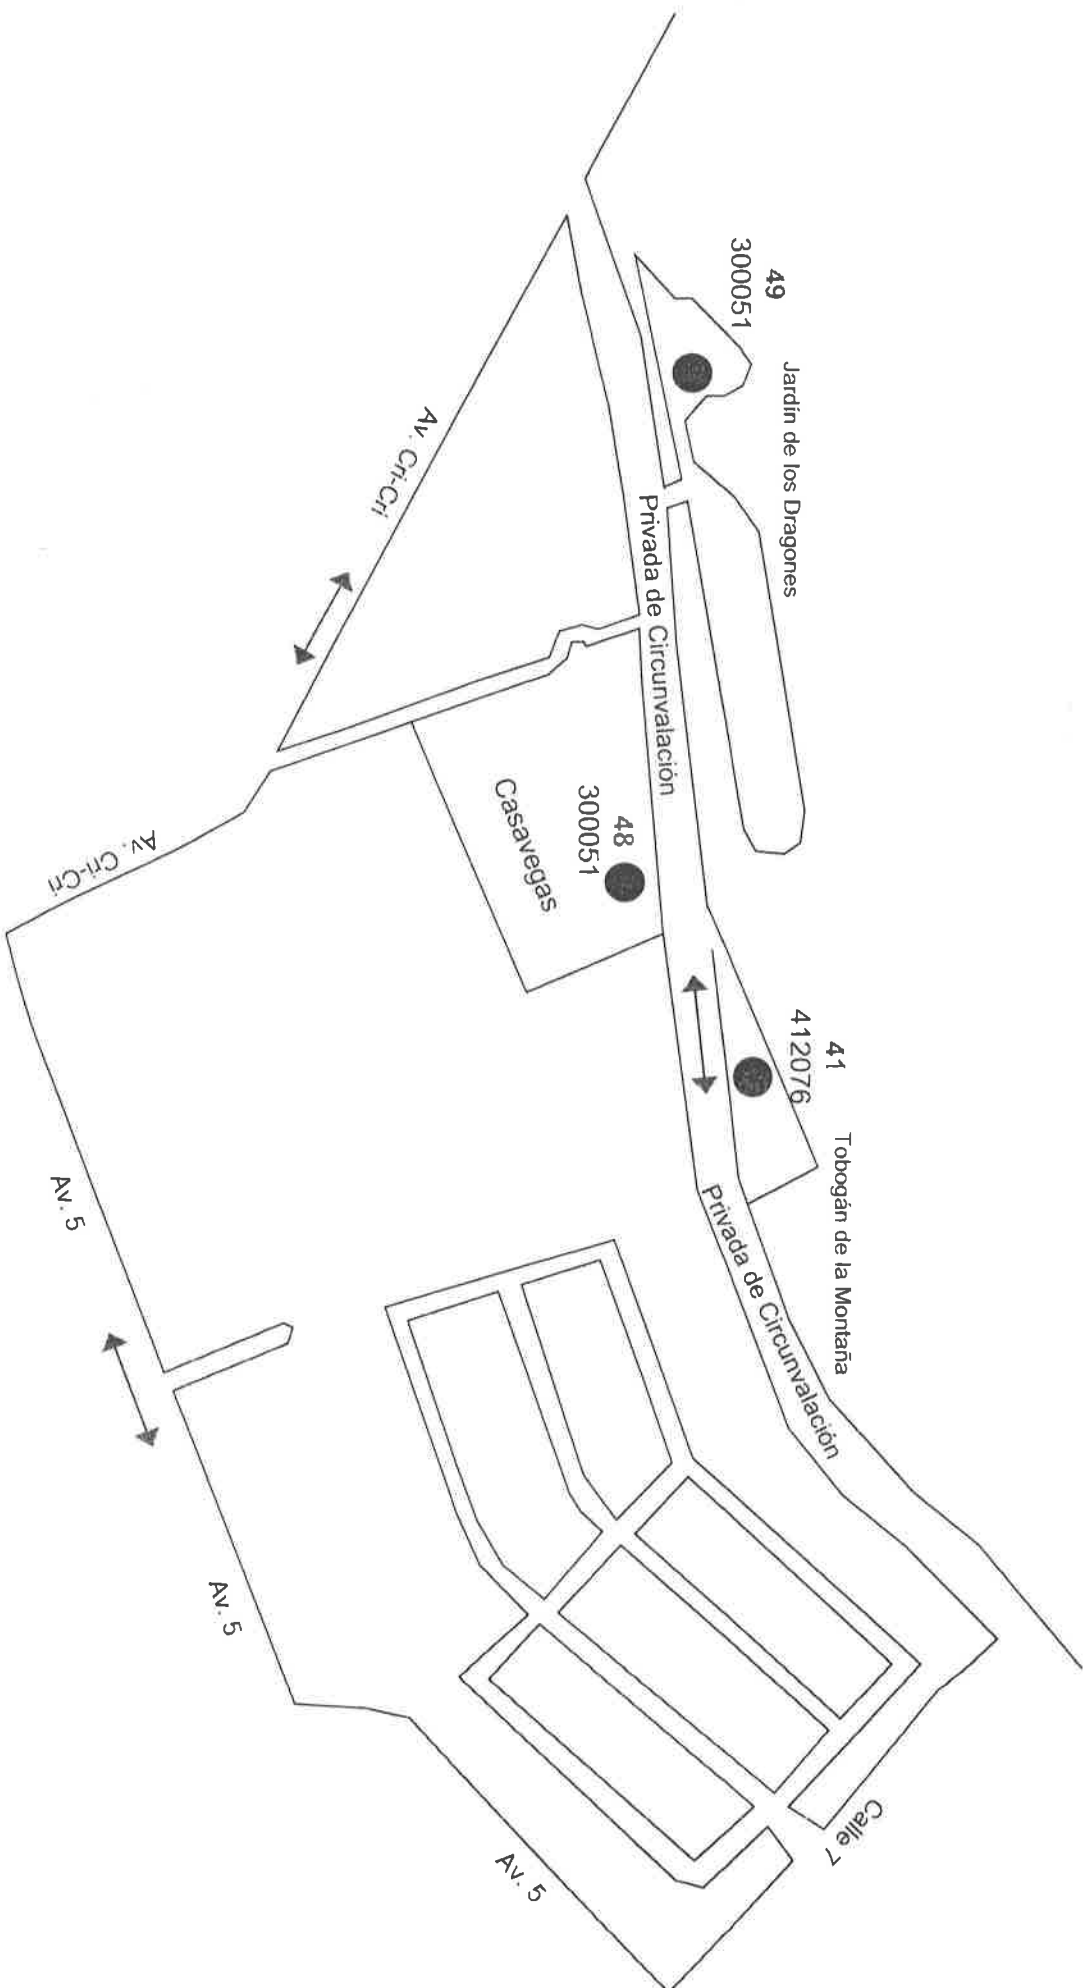 49
300051
Jardín de los Dragones
Av. Cri-Cri
Privada de Circunvalación
48
300051
Casavegas
Av. Cri-Cri
41
412076
Tobogán de la Montaña
Privada de Circunvalación
Av. 5
Av. 5
Calle 7
Av. 5